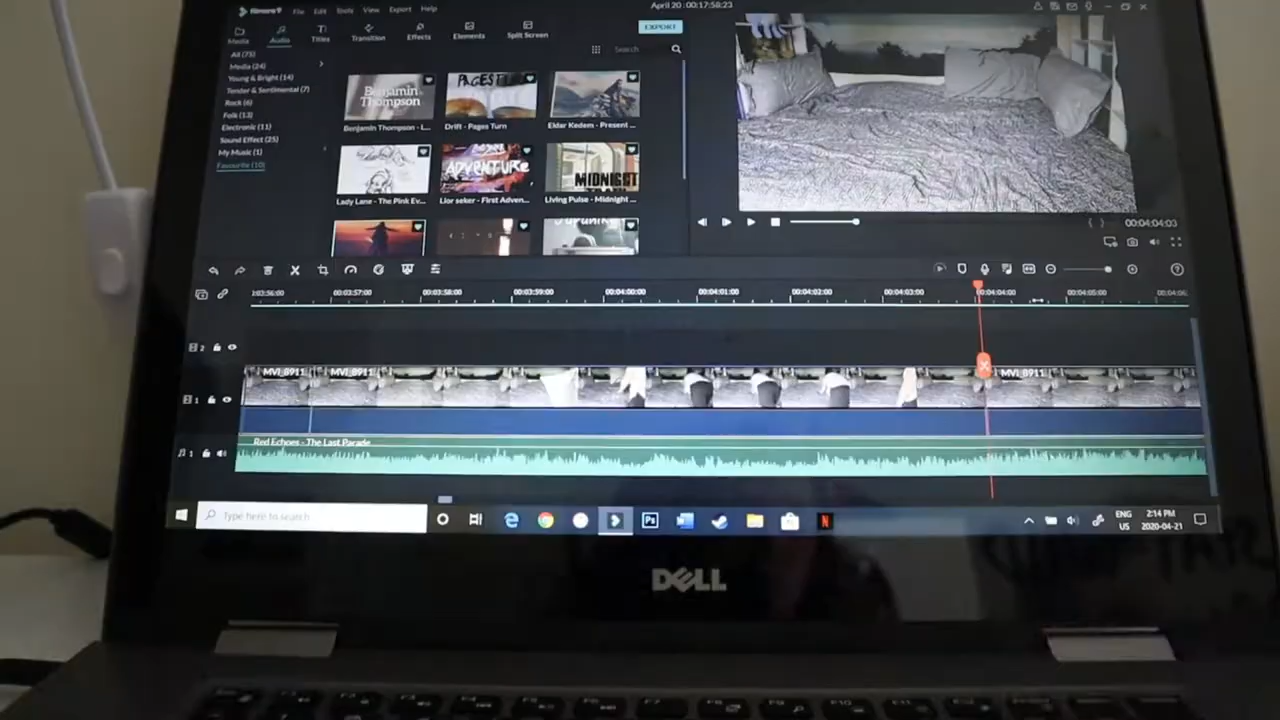 filmora9 File Edit Tools View Export Help April 20 : 00:17:58:23
Media Audio Titles Transition Effects Elements Split Screen EXPORT
All (75)
Media (24)
Young & Bright (14)
Tender & Sentimental (7)
Rock (6)
Folk (13)
Electronic (11)
Sound Effect (25)
My Music (1)
Favourite (10)
Search
Benjamin Thompson
Benjamin Thompson - L...
Drift - Pages Turn
Present ...
Lady Lane - The Pink Ev...
ADVENTURE
Lior seker - First Adven...
MIDNIGHT
Living Pulse - Midnight ...
00:04:04:03
03:56:00 00:03:57:00 00:03:58:00 00:03:59:00 00:04:00:00 00:04:01:00 00:04:02:00 00:04:03:00 00:04:04:00 00:04:05:00
2
MVI_8911 MVI_8911 MVI_8911
1
Red Echoes - The Last Parade
1
Type here to search
Ps
N
ENG
US
2:14 PM
2020-04-21
DELL